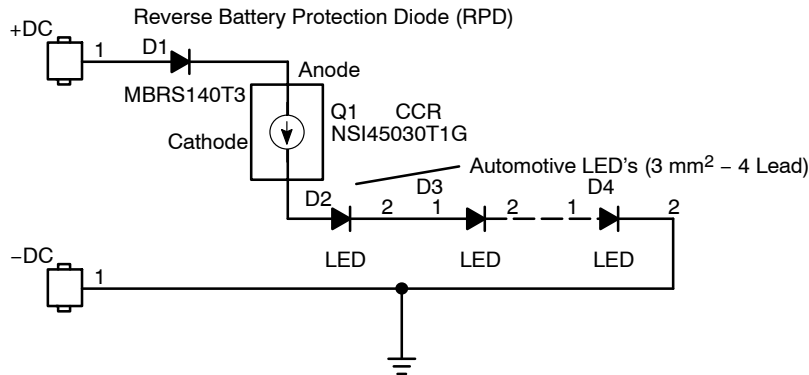 Reverse Battery Protection Diode (RPD)
+DC
1
D1
MBRS140T3
Anode
Q1 CCR
NSI45030T1G
Cathode
Automotive LED's (3 mm² – 4 Lead)
D2 2 1 D3 2 1 D4 2
LED LED LED
–DC
1